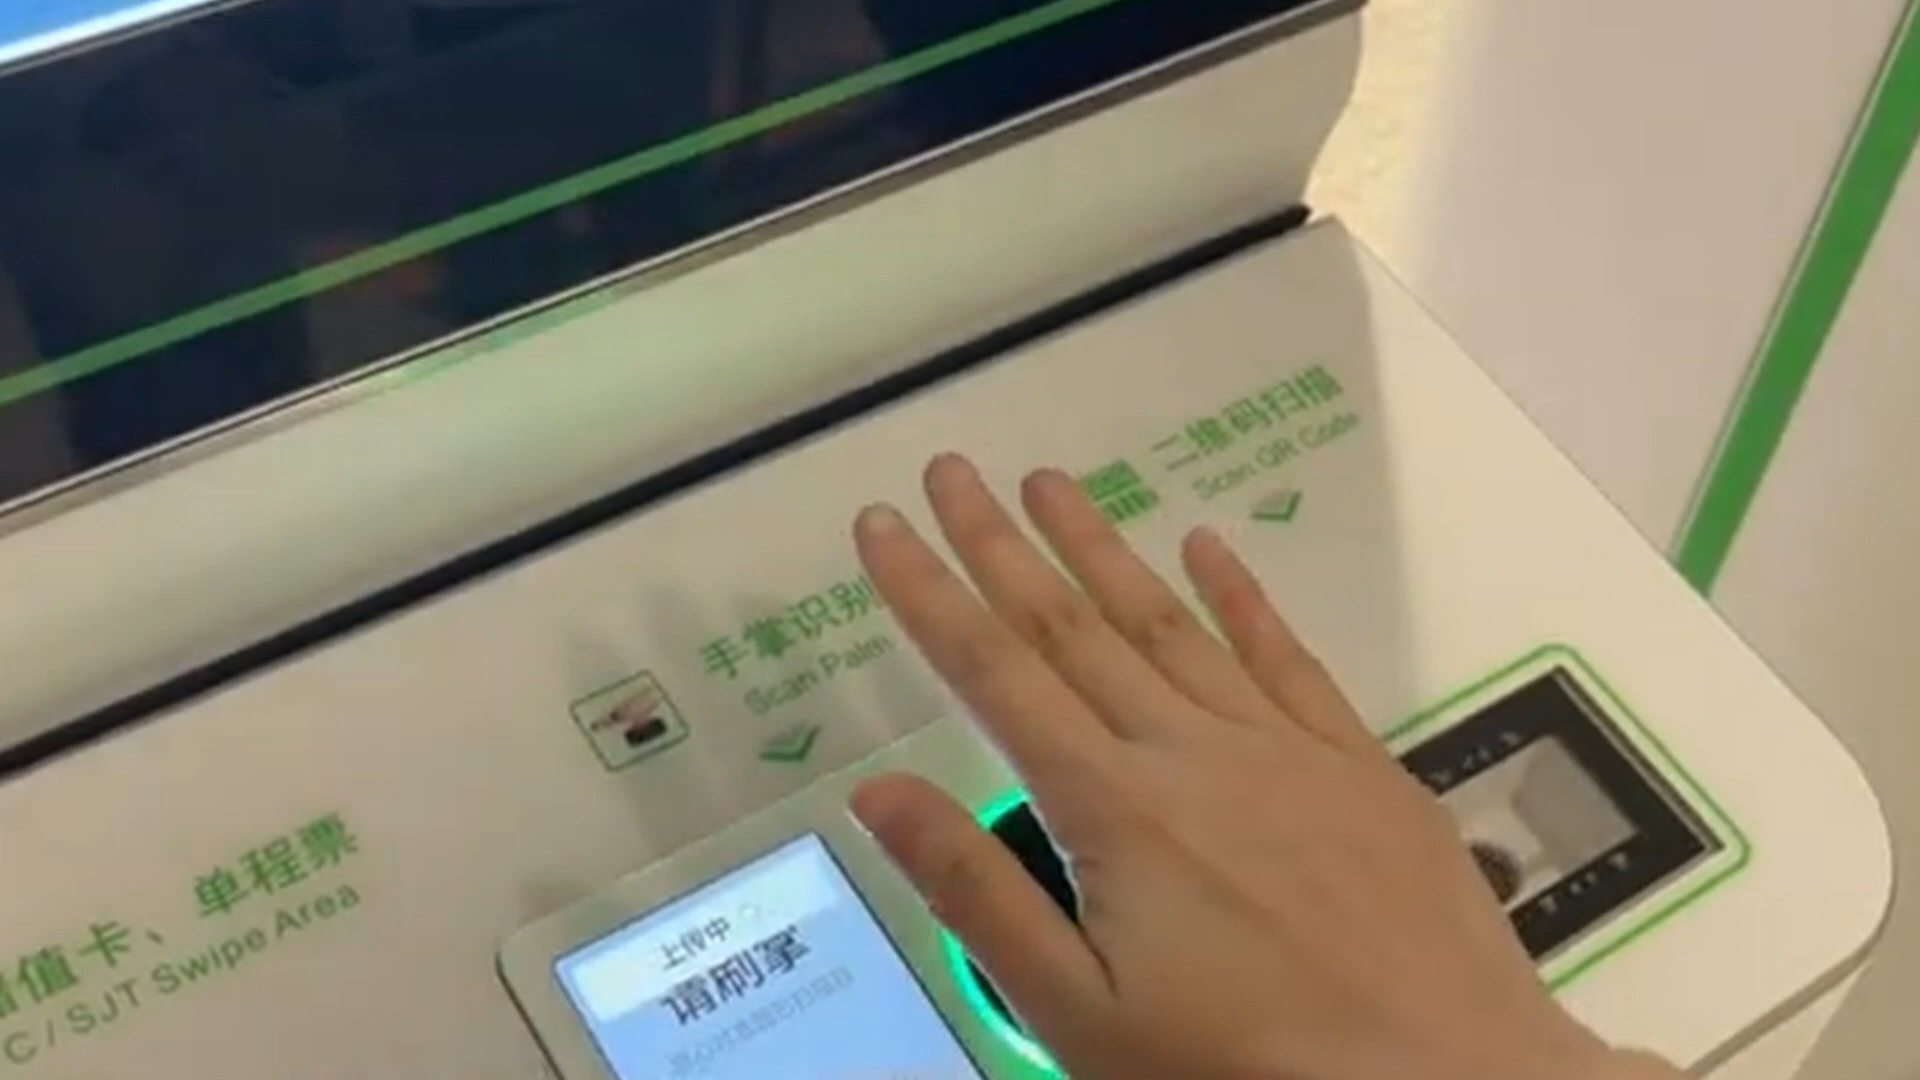 二维码扫描
Scan QR Code
手掌识别
Scan Palm
值卡、单程票
C / SJT Swipe Area
上传中
请刷掌